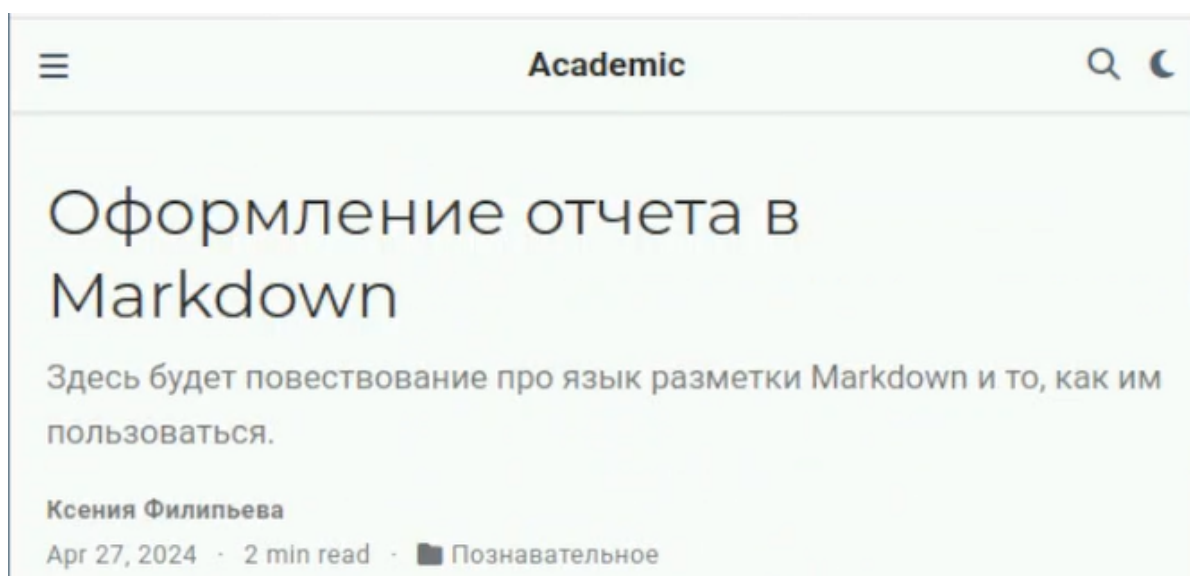 Academic
Оформление отчета в
Markdown
Здесь будет повествование про язык разметки Markdown и то, как им
пользоваться.
Ксения Филипьева
Apr 27, 2024 · 2 min read · Познавательное